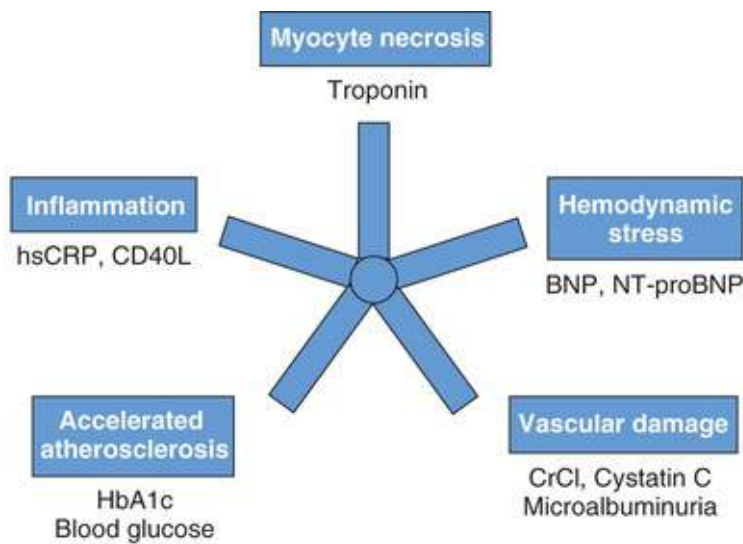 Myocyte necrosis
Troponin
Inflammation
hsCRP, CD40L
Hemodynamic
stress
BNP, NT-proBNP
Accelerated
atherosclerosis
HbA1c
Blood glucose
Vascular damage
CrCl, Cystatin C
Microalbuminuria